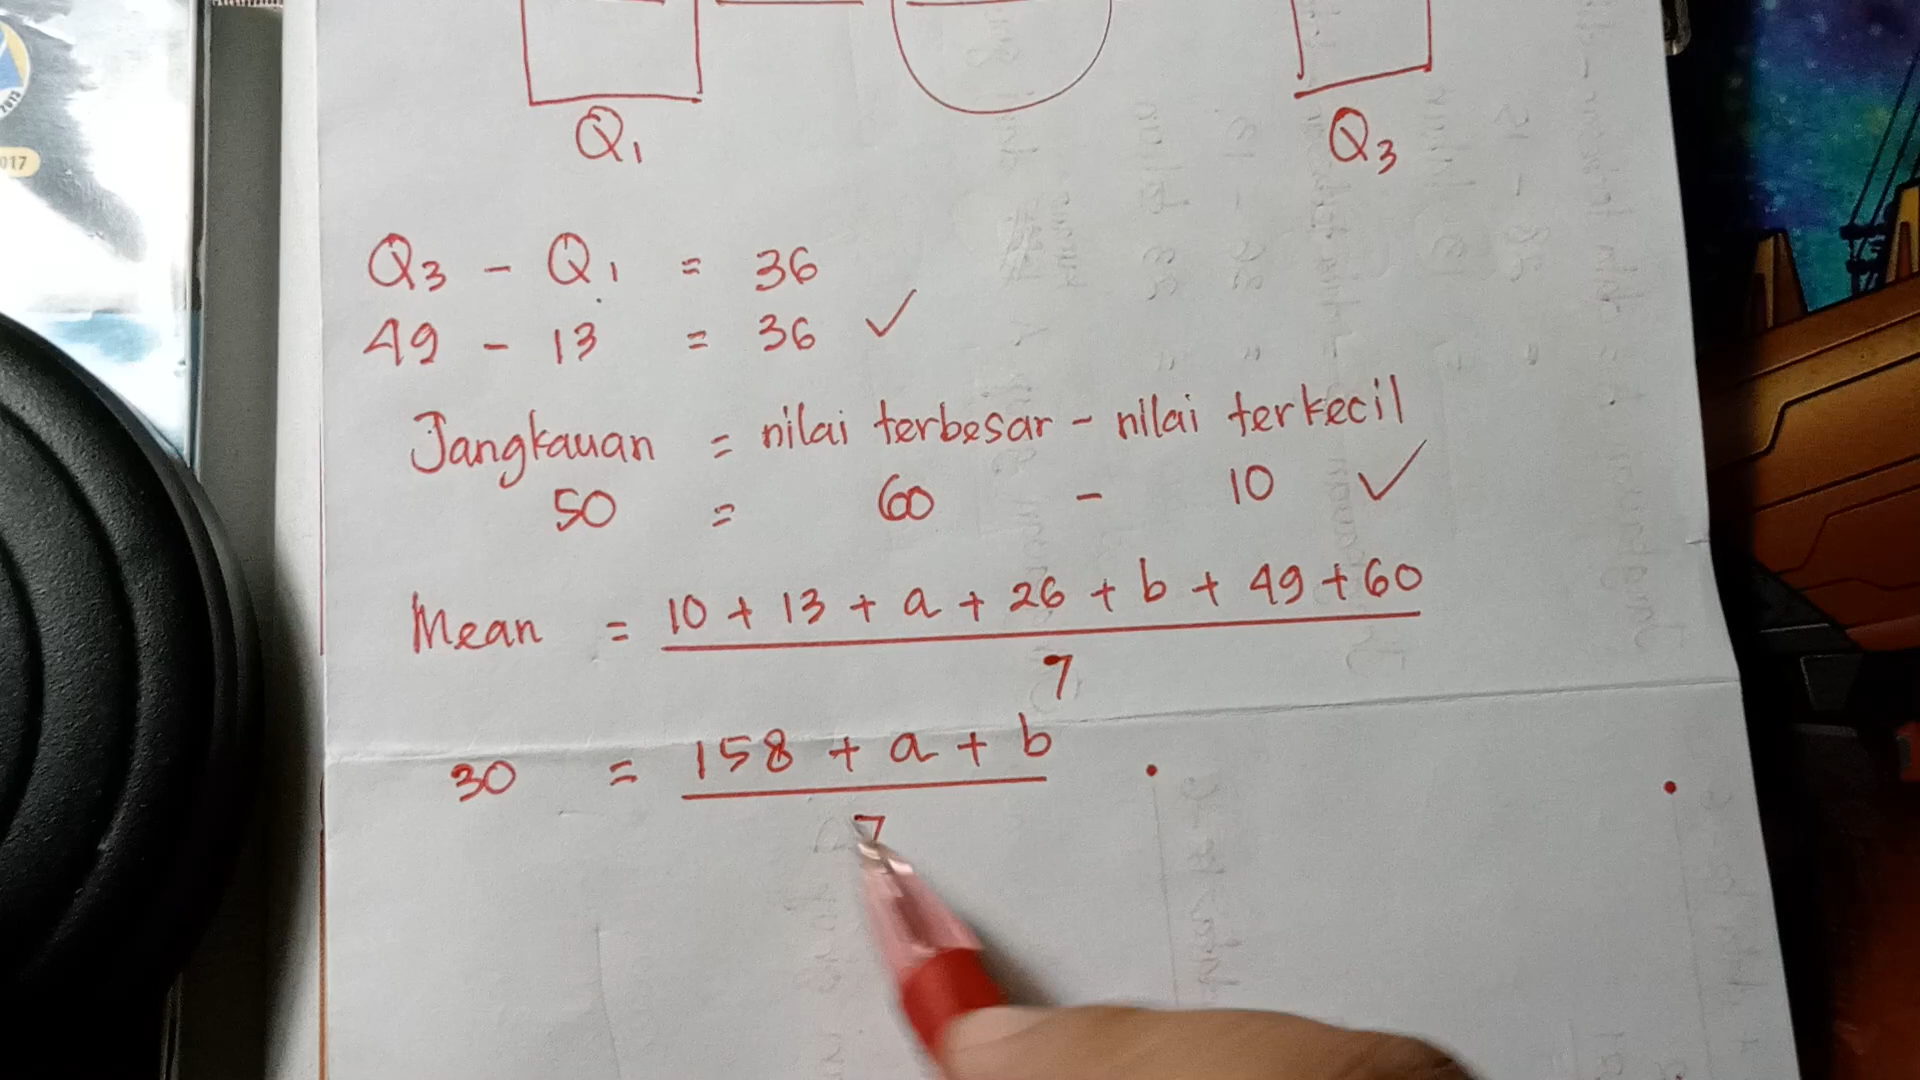 017
Q₁ Q₃
Q₃ - Q₁ = 36
49 - 13 = 36 ✓
Jangkauan = nilai terbesar - nilai terkecil
50 = 60 - 10 ✓
Mean = 10 + 13 + a + 26 + b + 49 + 60
7
30 = 158 + a + b
7